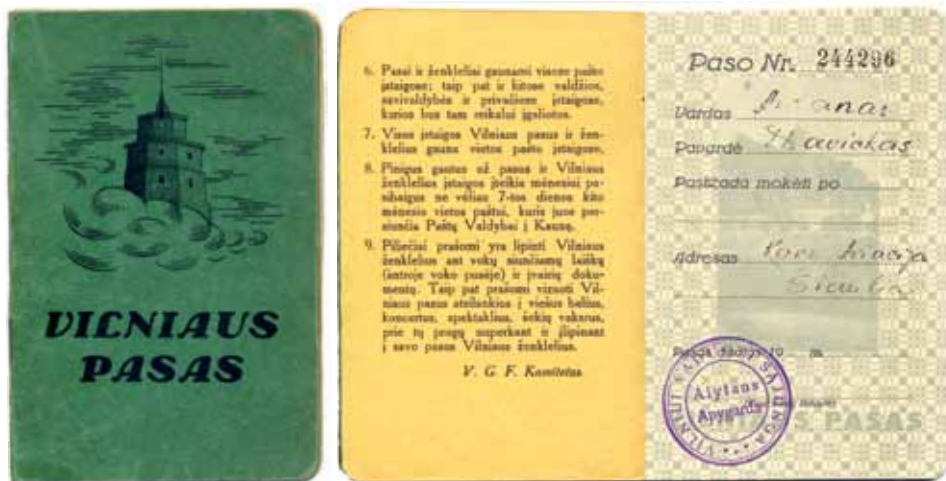 VILNIAUS
PASAS
6. Pasai ir ženkleliai gaunami visose pašto
įstaigose; taip pat ir kitose valdžios,
savivaldybės ir privačiose įstaigose,
kurios bus tam reikalui įgaliotos.
7. Visos įstaigos Vilniaus pasus ir žen-
klelius gauna vietos pašto įstaigose.
8. Pinigus gautus už pasus ir Vilniaus
ženklelius įstaigos įneškia mėnesiui pa-
sibaigus ne vėliau 7-tos dienos kito
mėnesio vietos paštui, kuris juos per-
siunčia Paštų Valdybai į Kauną.
9. Piliečiai prašomi yra lipinti Vilniaus
ženklelius ant vokų siunčiamų laiškų
(antroje voko pusėje) ir įvairių doku-
mentų. Taip pat prašomi vizuoti Vil-
niaus pasus atsilankius į viešus balius,
koncertus, spektaklius, šokių vakarus,
prie tų progų nuperkant ir įlipinant
į savo pasus Vilniaus ženklelius.
V. G. F. Komitetas.
Paso Nr. 244296
Vardas
Pavardė
Pasižada mokėti po
Adresas
19 m.
VILNIUI SĄJUNGA
Alytaus
Apygarda
PASAS